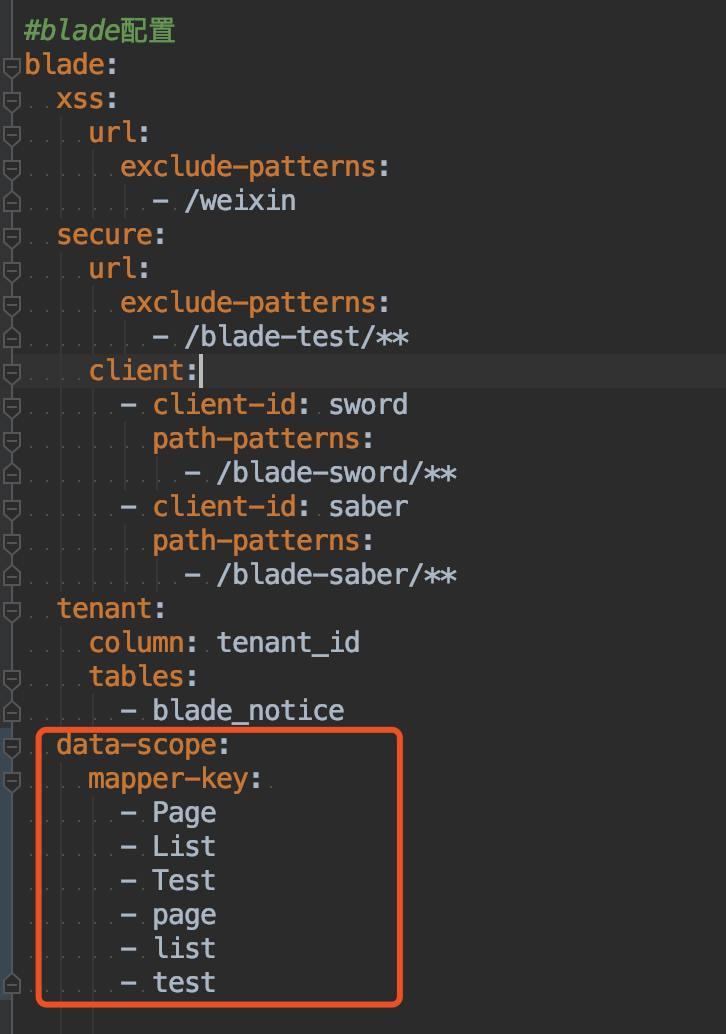 #blade配置
blade:
  xss:
    url:
      exclude-patterns:
        - /weixin
  secure:
    url:
      exclude-patterns:
        - /blade-test/**
    client:
      - client-id: sword
        path-patterns:
          - /blade-sword/**
      - client-id: saber
        path-patterns:
          - /blade-saber/**
  tenant:
    column: tenant_id
    tables:
      - blade_notice
  data-scope:
    mapper-key:
      - Page
      - List
      - Test
      - page
      - list
      - test